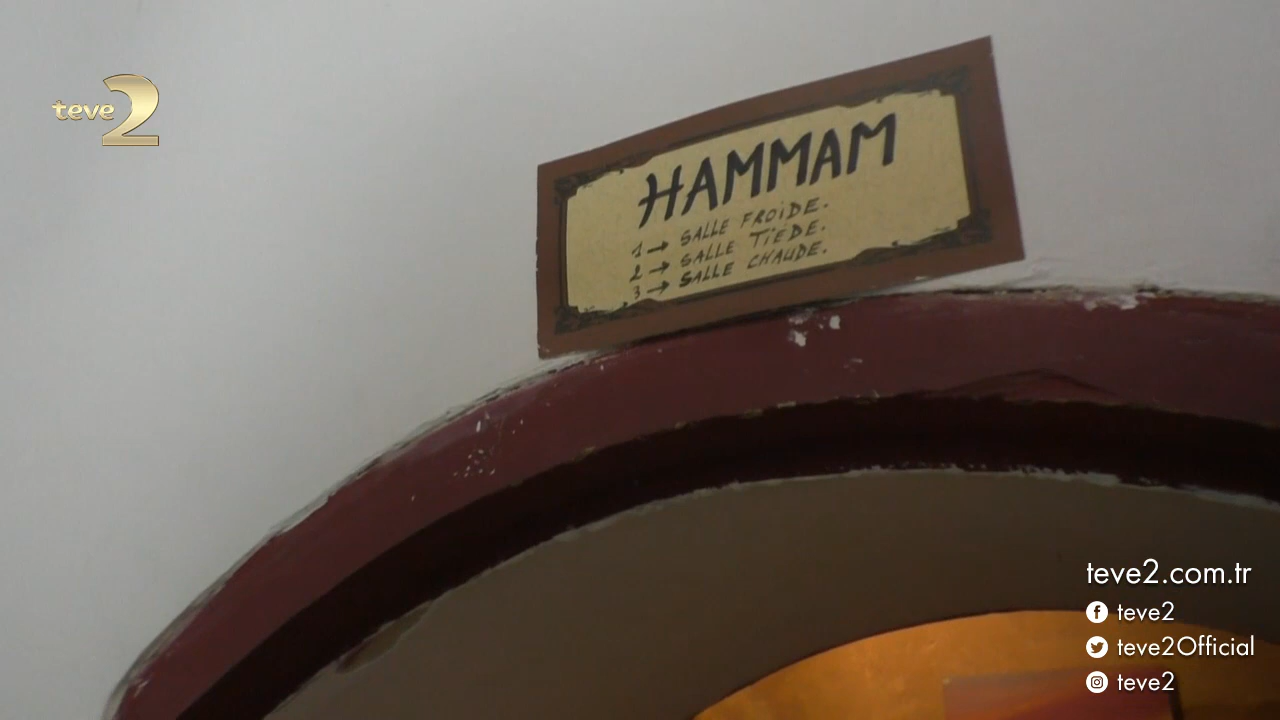 teve2
HAMMAM
1→ SALLE FROiDE.
2→ SALLE TiEDE.
3→ SALLE CHAUDE.
teve2.com.tr
teve2
teve2Official
teve2